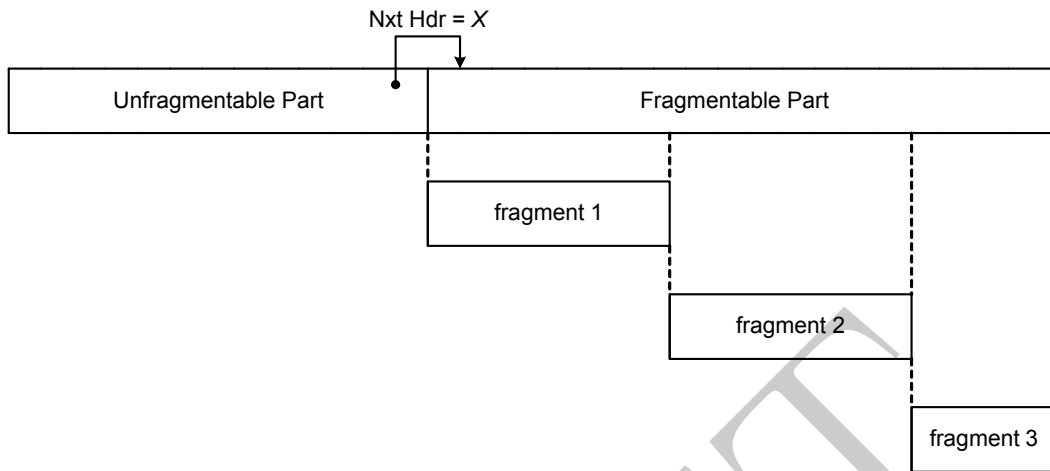 Nxt Hdr = X
Unfragmentable Part
Fragmentable Part
fragment 1
fragment 2
fragment 3